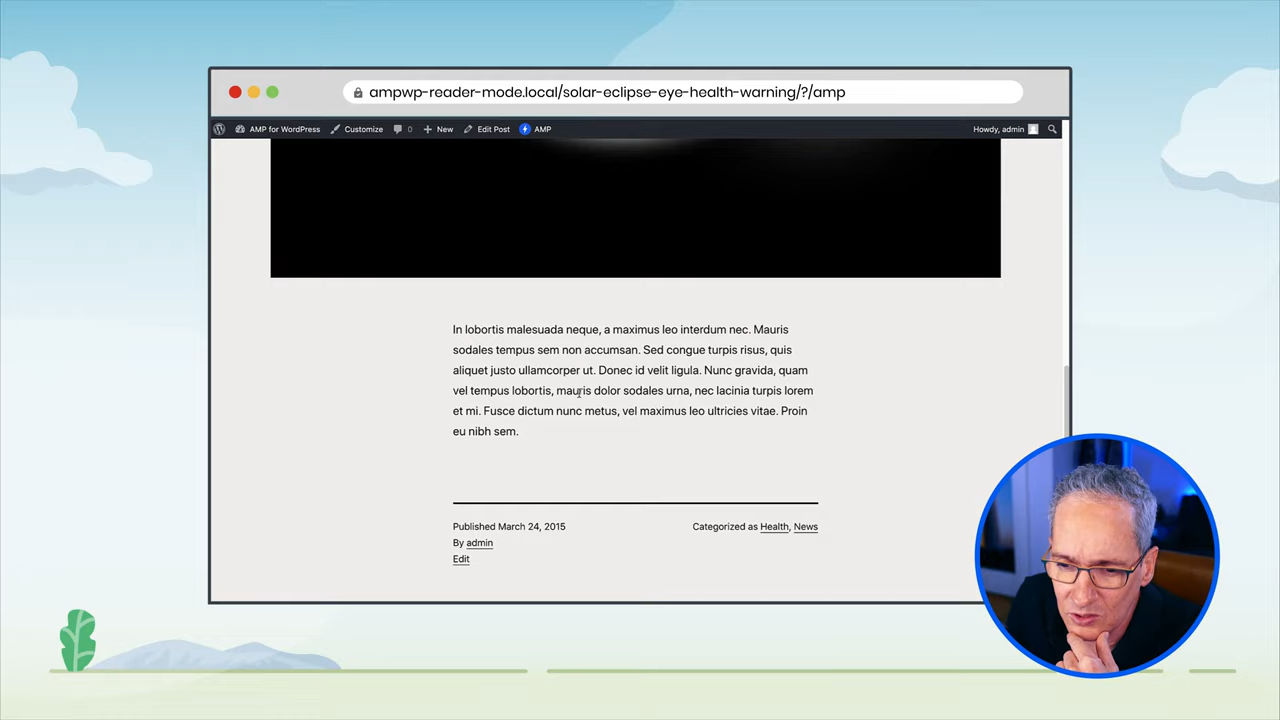 ampwp-reader-mode.local/solar-eclipse-eye-health-warning/?/amp
AMP for WordPress Customize 0 New Edit Post AMP Howdy, admin
In lobortis malesuada neque, a maximus leo interdum nec. Mauris
sodales tempus sem non accumsan. Sed congue turpis risus, quis
aliquet justo ullamcorper ut. Donec id velit ligula. Nunc gravida, quam
vel tempus lobortis, mauris dolor sodales urna, nec lacinia turpis lorem
et mi. Fusce dictum nunc metus, vel maximus leo ultricies vitae. Proin
eu nibh sem.
Published March 24, 2015 Categorized as Health, News
By admin
Edit